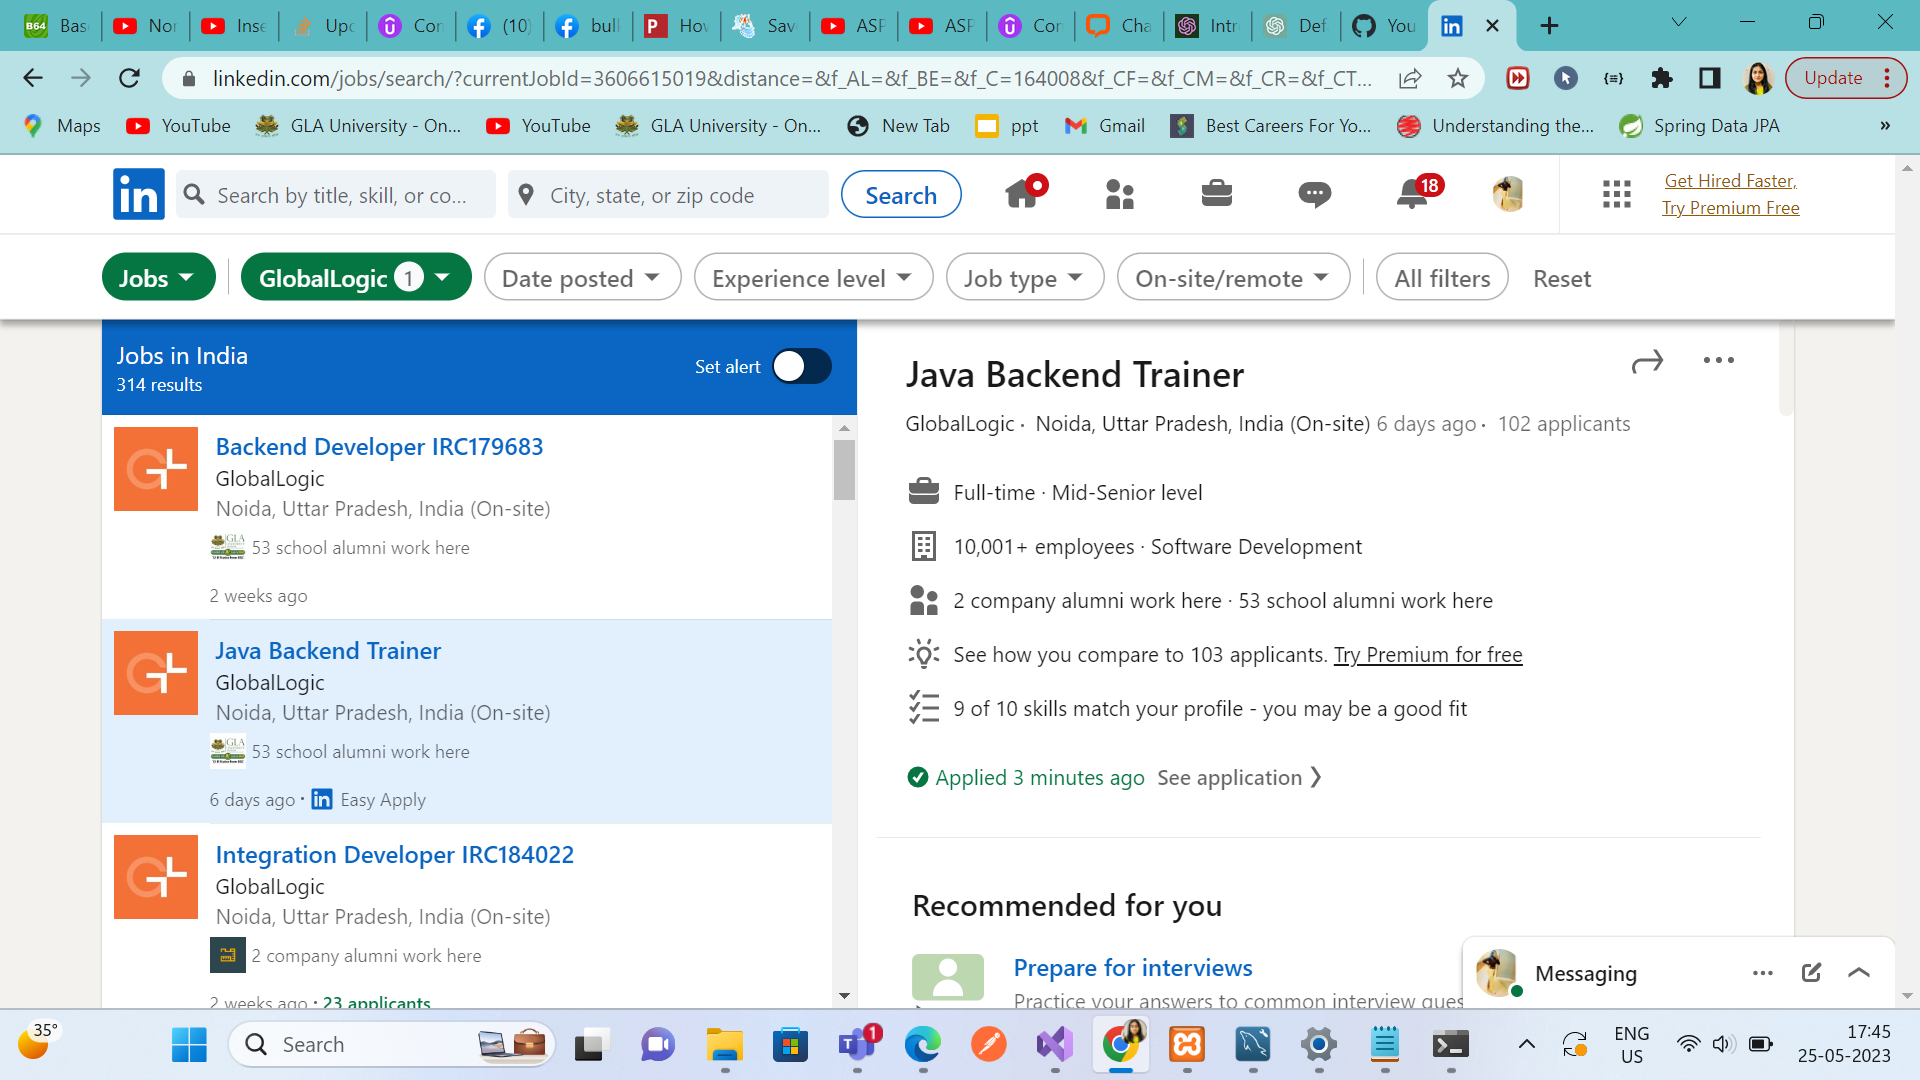 Bas
Nor
Inse
Upc
Con
(10)
bull
Hov
Save
ASP
ASP
Con
Cha
Intr
Def
You
linkedin.com/jobs/search/?currentJobId=3606615019&distance=&f_AL=&f_BE=&f_C=164008&f_CF=&f_CM=&f_CR=&f_CT...
Update
Maps
YouTube
GLA University - On...
YouTube
GLA University - On...
New Tab
ppt
Gmail
Best Careers For Yo...
Understanding the...
Spring Data JPA
»
in
Search by title, skill, or co...
City, state, or zip code
Search
18
Get Hired Faster,
Try Premium Free
Jobs
GlobalLogic 1
Date posted
Experience level
Job type
On-site/remote
All filters
Reset
Jobs in India
314 results
Set alert
Backend Developer IRC179683
GlobalLogic
Noida, Uttar Pradesh, India (On-site)
53 school alumni work here
2 weeks ago
Java Backend Trainer
GlobalLogic
Noida, Uttar Pradesh, India (On-site)
53 school alumni work here
6 days ago · in Easy Apply
Integration Developer IRC184022
GlobalLogic
Noida, Uttar Pradesh, India (On-site)
2 company alumni work here
2 weeks ago · 23 applicants
Java Backend Trainer
GlobalLogic · Noida, Uttar Pradesh, India (On-site) 6 days ago · 102 applicants
Full-time · Mid-Senior level
10,001+ employees · Software Development
2 company alumni work here · 53 school alumni work here
See how you compare to 103 applicants. Try Premium for free
9 of 10 skills match your profile - you may be a good fit
Applied 3 minutes ago See application
Recommended for you
Prepare for interviews
Practice your answers to common interview ques
Messaging
35°
Search
1
ENG
US
17:45
25-05-2023